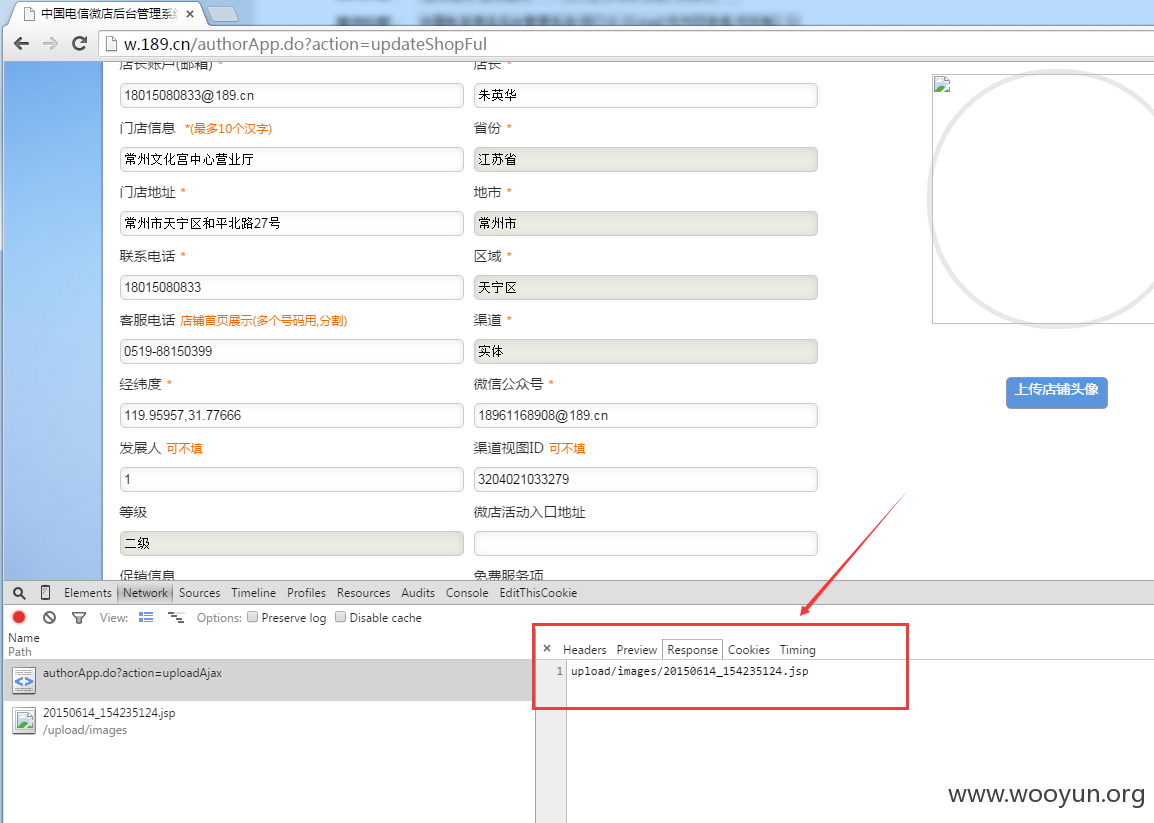 中国电信微店后台管理系统
w.189.cn/authorApp.do?action=updateShopFul
店长账户(邮箱) * 店长 *
18015080833@189.cn 朱英华
门店信息 *(最多10个汉字) 省份 *
常州文化宫中心营业厅 江苏省
门店地址 * 地市 *
常州市天宁区和平北路27号 常州市
联系电话 * 区域 *
18015080833 天宁区
客服电话 店铺首页展示(多个号码用,分割) 渠道 *
0519-88150399 实体
经纬度 * 微信公众号 *
119.95957,31.77666 18961168908@189.cn
上传店铺头像
发展人 可不填 渠道视图ID 可不填
1 3204021033279
等级 微店活动入口地址
二级
促销信息 免费服务项
Elements Network Sources Timeline Profiles Resources Audits Console EditThisCookie
View: Options: Preserve log Disable cache
Name
Path
× Headers Preview Response Cookies Timing
authorApp.do?action=uploadAjax
1 upload/images/20150614_154235124.jsp
20150614_154235124.jsp
/upload/images
www.wooyun.org